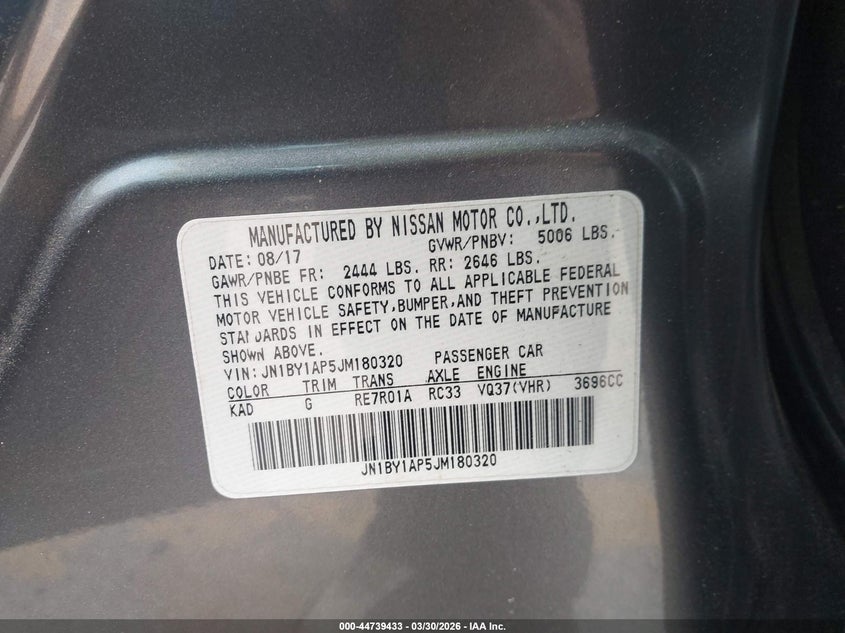 MANUFACTURED BY NISSAN MOTOR CO.,LTD.
DATE: 08/17 GVWR/PNBV: 5006 LBS.
GAWR/PNBE FR: 2444 LBS. RR: 2646 LBS.
THIS VEHICLE CONFORMS TO ALL APPLICABLE FEDERAL
MOTOR VEHICLE SAFETY,BUMPER,AND THEFT PREVENTION
STANDARDS IN EFFECT ON THE DATE OF MANUFACTURE
SHOWN ABOVE.
VIN: JN1BY1AP5JM180320 PASSENGER CAR
COLOR TRIM TRANS AXLE ENGINE
KAD G RE7R01A RC33 VQ37(VHR) 3696CC
JN1BY1AP5JM180320
000-44739433 - 03/30/2026 - IAA Inc.